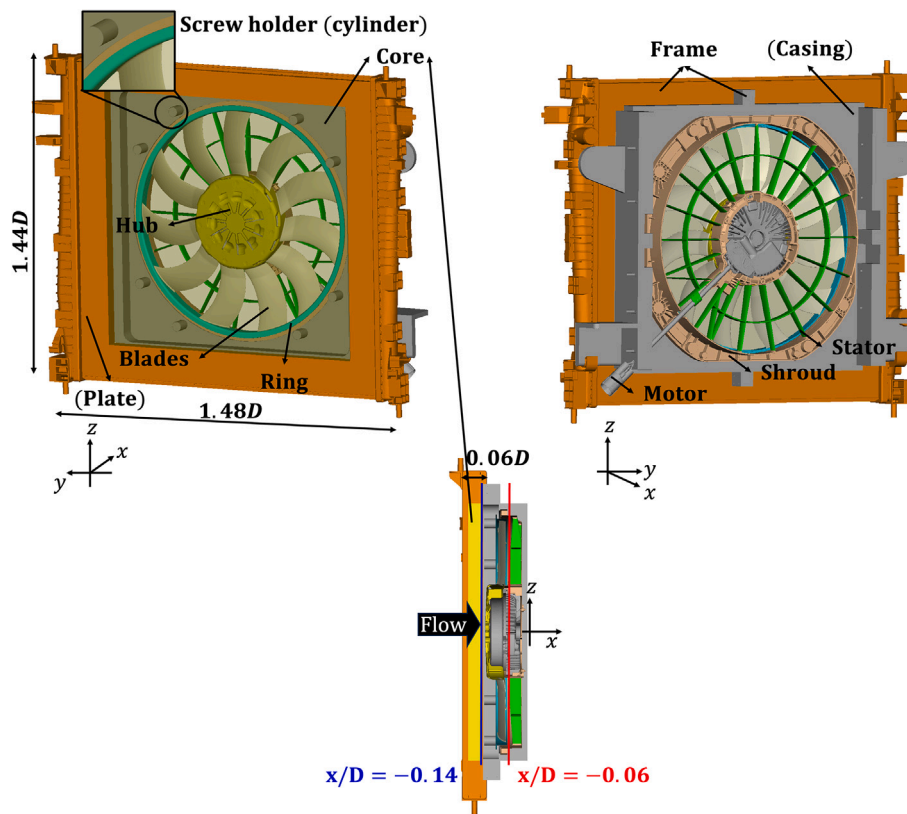 Screw holder (cylinder)
Core
Hub
Blades
Ring
(Plate)
1.44D
1.48D
z
x
y
Frame
(Casing)
Stator
Shroud
Motor
z
y
x
0.06D
Flow
z
x
x/D = −0.14
x/D = −0.06